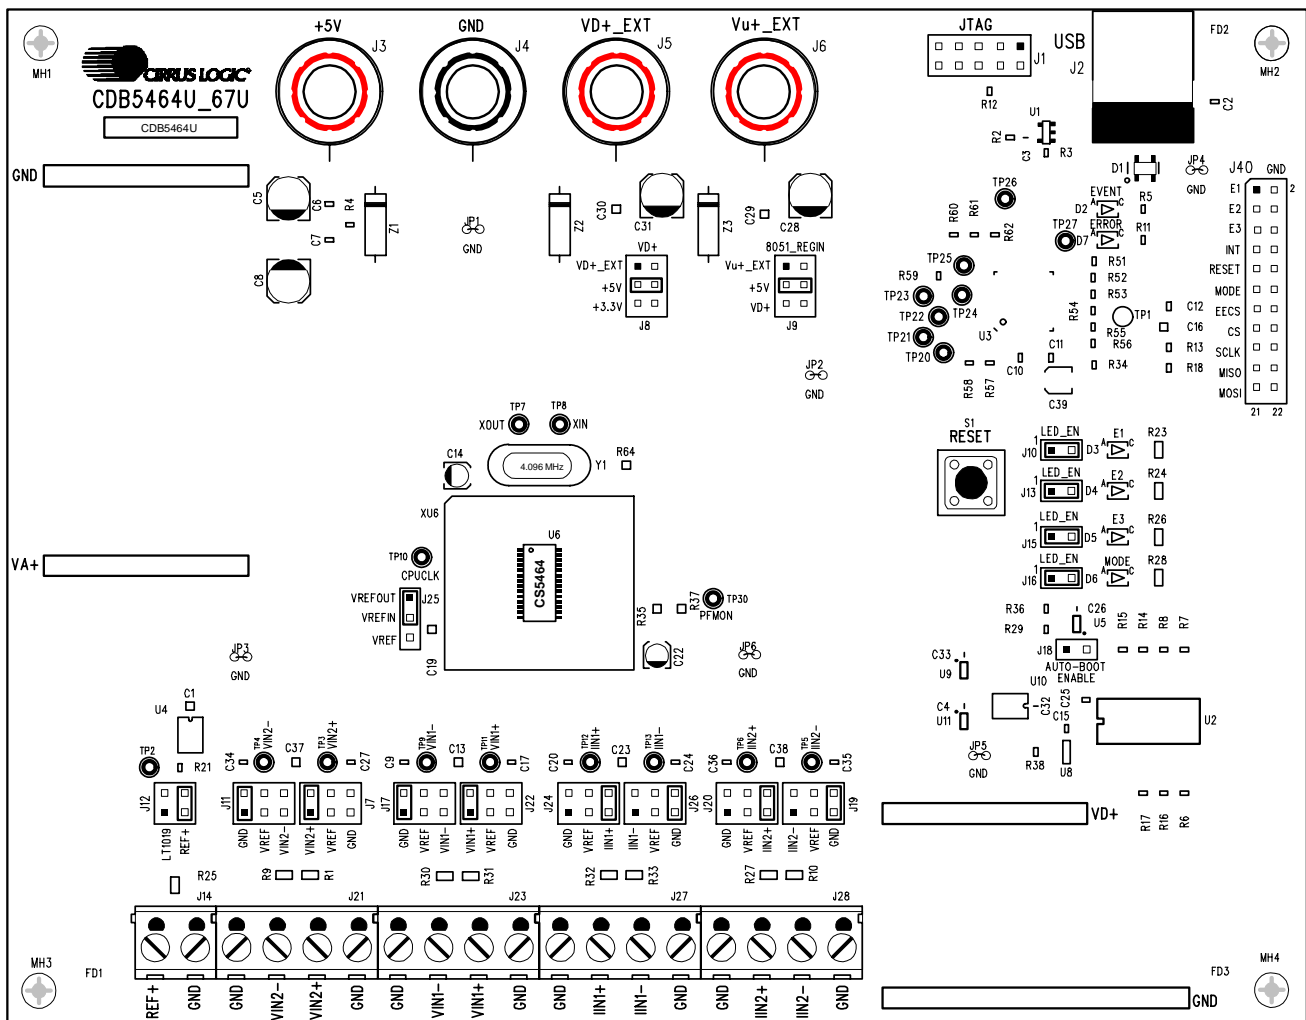 +5V GND VD+_EXT Vu+_EXT JTAG FD2
J3 J4 J5 J6 J1 USB J2
MH1 MH2
CIRRUS LOGIC
CDB5464U_67U
CDB5464U
R12 C2
U1 R2 C3 R3
GND C5 C6 R4 C7 Z1 C8
JP1 GND
Z2 C30 C31 Z3 C29 C28
VD+ VD+_EXT +5V +3.3V J8
8051_REGIN Vu+_EXT +5V VD+ J9
JP2 GND
D1 JP4 GND
TP26 EVENT D2 A C R5
R60 R61 R62 TP27 ERROR D7 A C R11
TP25 R59 TP23 TP24 TP22 TP21 TP20 U3
R51 R52 R53 R54 R55 R56 R34 TP1
C12 C16 R13 R18
R58 R57 C10 C11 C39
J40 GND
E1 2
E2
E3
INT
RESET
MODE
EECS
CS
SCLK
MISO
MOSI
21 22
TP7 TP8
XOUT XIN
C14 4.096 MHz Y1 R64
XU6 U6
CS5464
TP10 CPUCLK
VREFOUT J25
VREFIN
VREF
C19
R35 R37 TP30 PFMON
C22
S1
RESET
LED_EN 1 J10 D3 E1 A C R23
LED_EN 1 J13 D4 E2 A C R24
LED_EN 1 J15 D5 E3 A C R26
LED_EN 1 J16 D6 MODE A C R28
VA+
R36 R29 C26 U5 R15 R14 R8 R7
J18 AUTO-BOOT
ENABLE
JP3 GND
JP6 GND
C33 U9 U10 C32 C25 U2
C4 U11 C15 U8 R38
JP5 GND
C1 U4 TP2 R21
C34 TP4 VIN2- C37 TP3 VIN2+ C27
C9 TP9 VIN1- C13 TP11 VIN1+ C17
C20 TP12 IIN1+ C23 TP13 IIN1- C24
C36 TP6 IIN2+ C38 TP5 IIN2- C35
J12 J11 J7 J17 J22 J24 J26 J20 J19
LT1019 REF+ GND VREF VIN2- VIN2+ VREF GND
GND VREF VIN1- VIN1+ VREF GND
GND VREF IIN1+ IIN1- VREF GND
GND VREF IIN2+ IIN2- VREF GND
VD+
R17 R16 R6
R25 R9 R1 R30 R31 R32 R33 R27 R10
J14 J21 J23 J27 J28
MH3 FD1 FD3 MH4
REF+ GND GND VIN2- VIN2+ GND GND VIN1- VIN1+ GND GND IIN1+ IIN1- GND GND IIN2+ IIN2- GND
GND